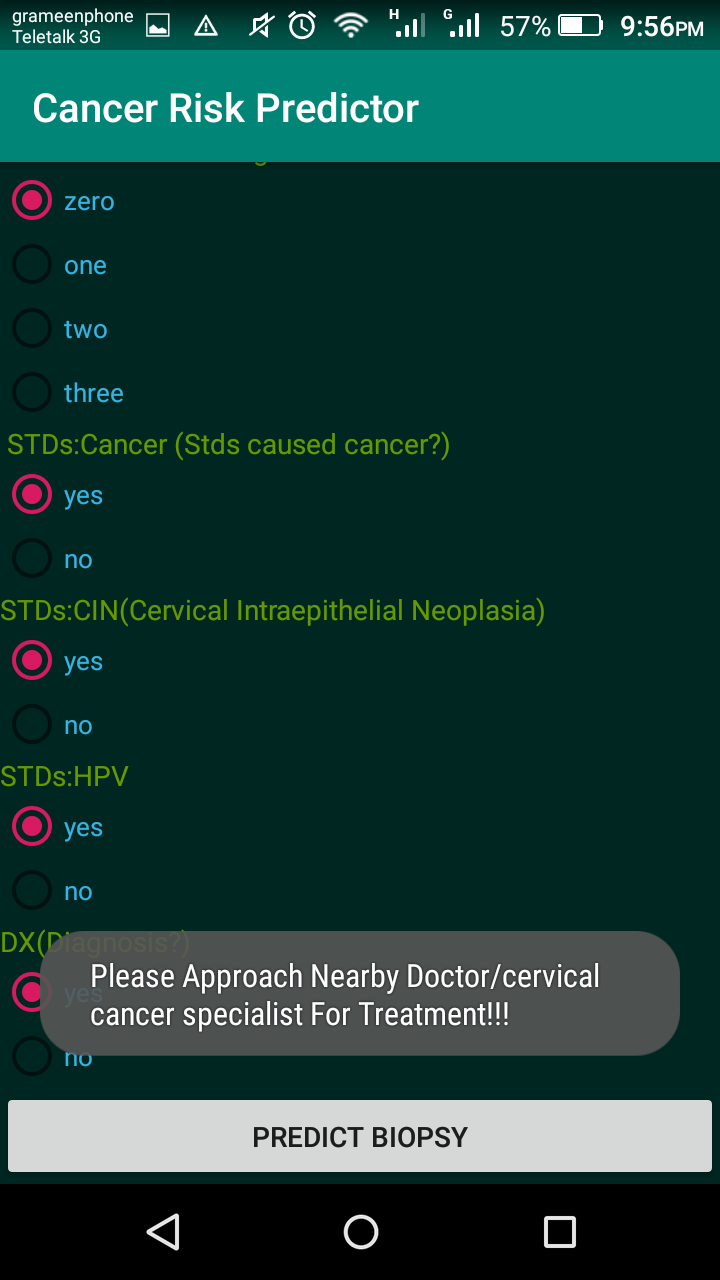 grameenphone
Teletalk 3G
H
G
57%
9:56PM
Cancer Risk Predictor
zero
one
two
three
STDs:Cancer (Stds caused cancer?)
yes
no
STDs:CIN(Cervical Intraepithelial Neoplasia)
yes
no
STDs:HPV
yes
no
DX(Diagnosis?)
yes
Please Approach Nearby Doctor/cervical
cancer specialist For Treatment!!!
no
PREDICT BIOPSY